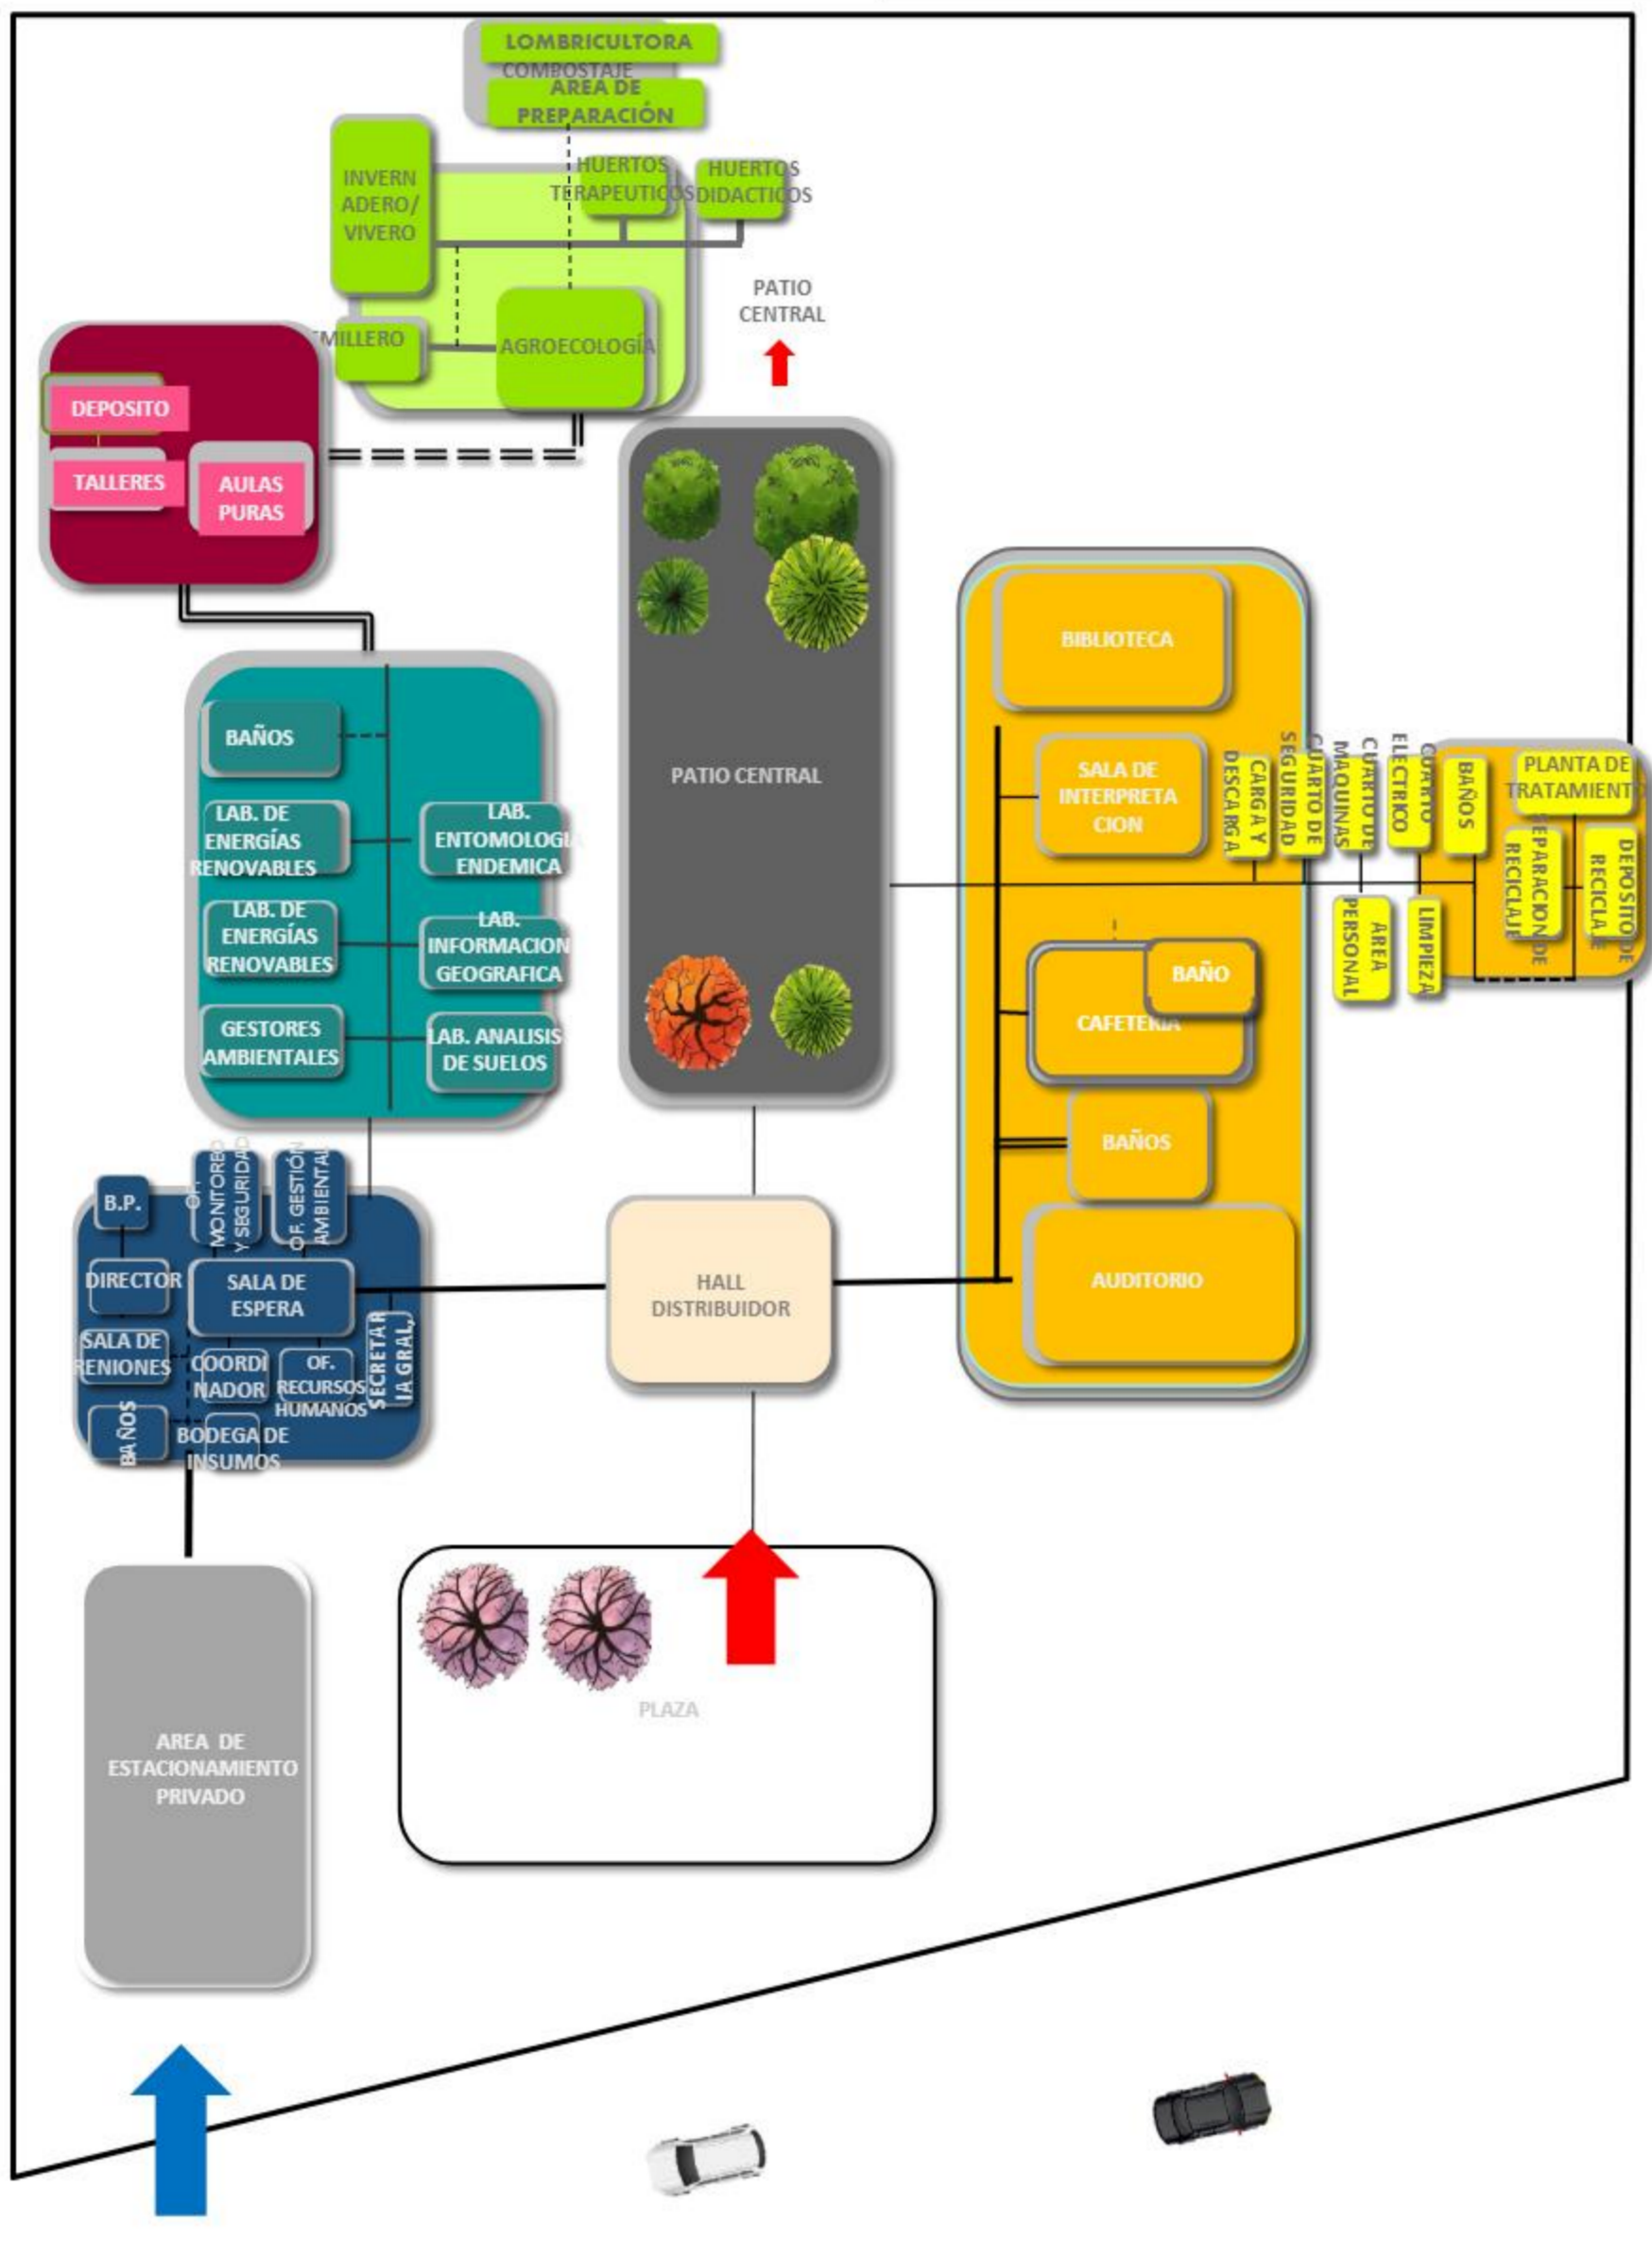 LOMBRICULTORA
COMPOSTAJE
AREA DE
PREPARACIÓN
INVERN
ADERO/
VIVERO
HUERTOS
TERAPEUTICOS
HUERTOS
DIDACTICOS
PATIO
CENTRAL
MILLERO
AGROECOLOGÍA
DEPOSITO
TALLERES
AULAS
PURAS
PATIO CENTRAL
BIBLIOTECA
SALA DE
INTERPRETA
CION
CARGA Y
DESCARGA
CUARTO DE
SEGURIDAD
CUARTO DE
MAQUINAS
CUARTO
ELECTRICO
BAÑOS
PLANTA DE
TRATAMIENTO
SEPARACION DE
RECICLAJE
DEPOSITO DE
RECICLAJE
AREA
PERSONAL
LIMPIEZA
BAÑO
CAFETERIA
BAÑOS
AUDITORIO
BAÑOS
LAB. DE
ENERGÍAS
RENOVABLES
LAB.
ENTOMOLOGIA
ENDEMICA
LAB. DE
ENERGÍAS
RENOVABLES
LAB.
INFORMACION
GEOGRAFICA
GESTORES
AMBIENTALES
LAB. ANALISIS
DE SUELOS
B.P.
OF.
MONITOREO
Y SEGURIDAD
OF. GESTIÓN
AMBIENTAL
DIRECTOR
SALA DE
ESPERA
SALA DE
RENIONES
COORDI
NADOR
OF.
RECURSOS
HUMANOS
SECRETAR
IA GRAL,
BAÑOS
BODEGA DE
INSUMOS
HALL
DISTRIBUIDOR
PLAZA
AREA DE
ESTACIONAMIENTO
PRIVADO